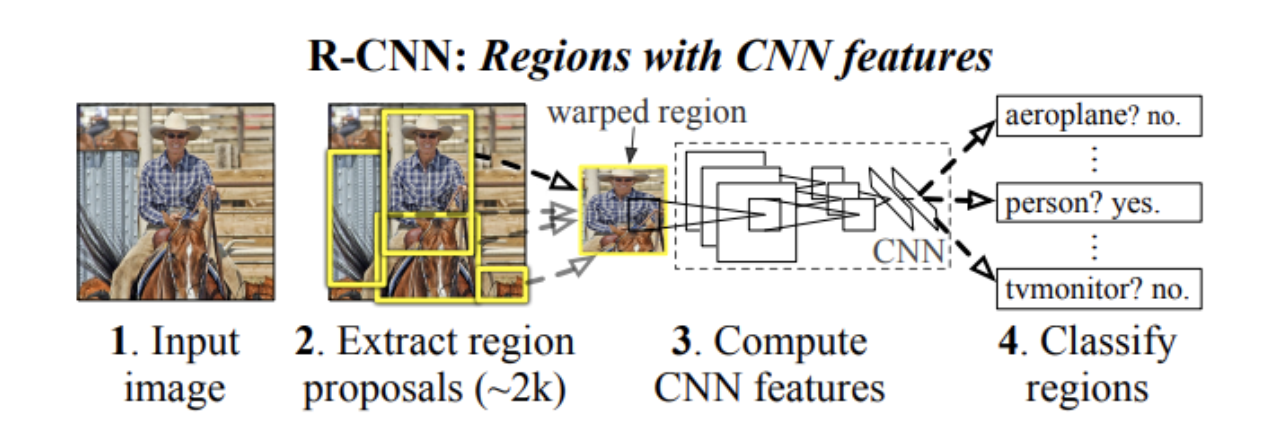 R-CNN: Regions with CNN features
warped region
aeroplane? no.
person? yes.
tvmonitor? no.
CNN
1. Input
image
2. Extract region
proposals (~2k)
3. Compute
CNN features
4. Classify
regions